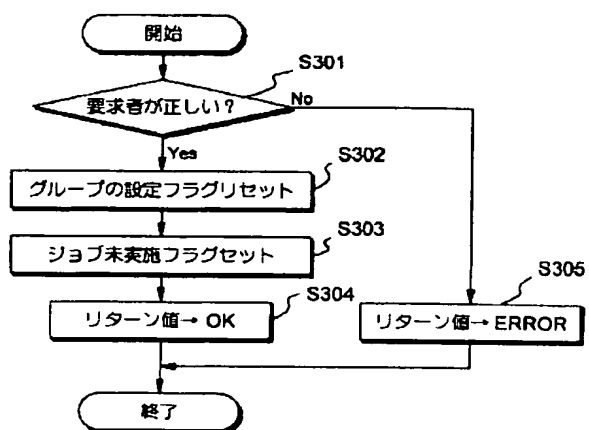 開始
S301
要求者が正しい？
No
Yes
S302
グループの設定フラグリセット
S303
ジョブ未実施フラグセット
S304
リターン値→ OK
S305
リターン値→ ERROR
終了